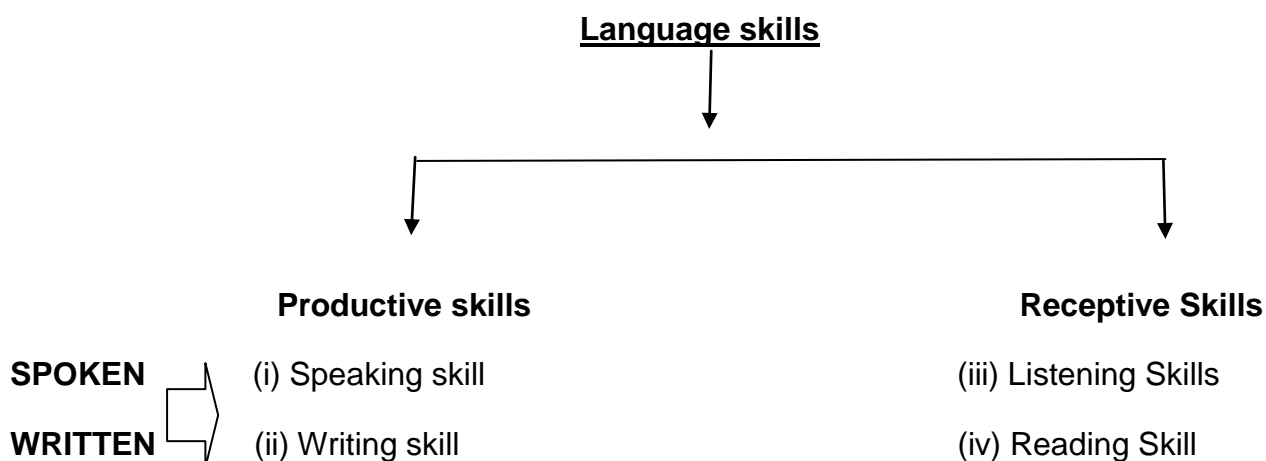 Language skills
Productive skills Receptive Skills
SPOKEN (i) Speaking skill (iii) Listening Skills
WRITTEN (ii) Writing skill (iv) Reading Skill